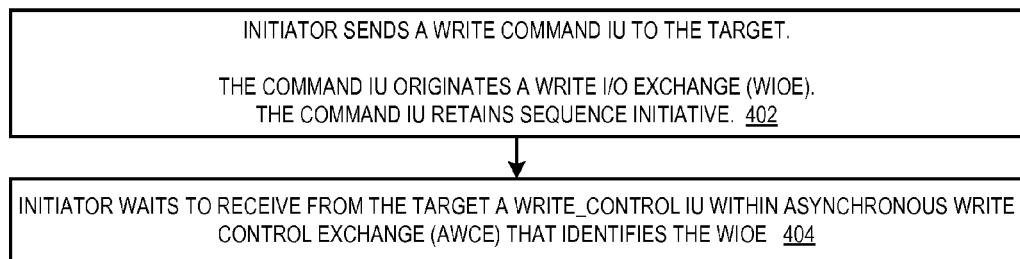 INITIATOR SENDS A WRITE COMMAND IU TO THE TARGET.
THE COMMAND IU ORIGINATES A WRITE I/O EXCHANGE (WIOE).
THE COMMAND IU RETAINS SEQUENCE INITIATIVE. 402
INITIATOR WAITS TO RECEIVE FROM THE TARGET A WRITE_CONTROL IU WITHIN ASYNCHRONOUS WRITE
CONTROL EXCHANGE (AWCE) THAT IDENTIFIES THE WIOE 404